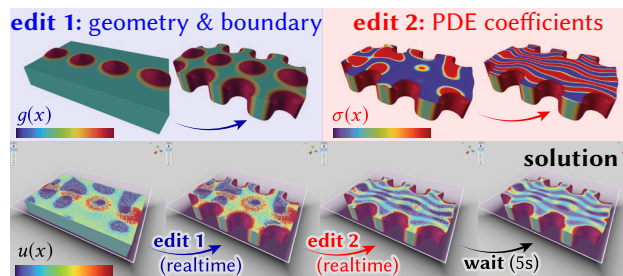 edit 1: geometry & boundary
edit 2: PDE coefficients
g(x)
σ(x)
solution
u(x)
edit 1
(realtime)
edit 2
(realtime)
wait (5s)